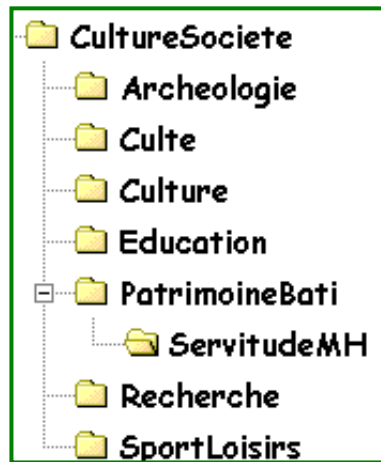 CultureSociete
Archeologie
Culte
Culture
Education
PatrimoineBati
ServitudeMH
Recherche
SportLoisirs